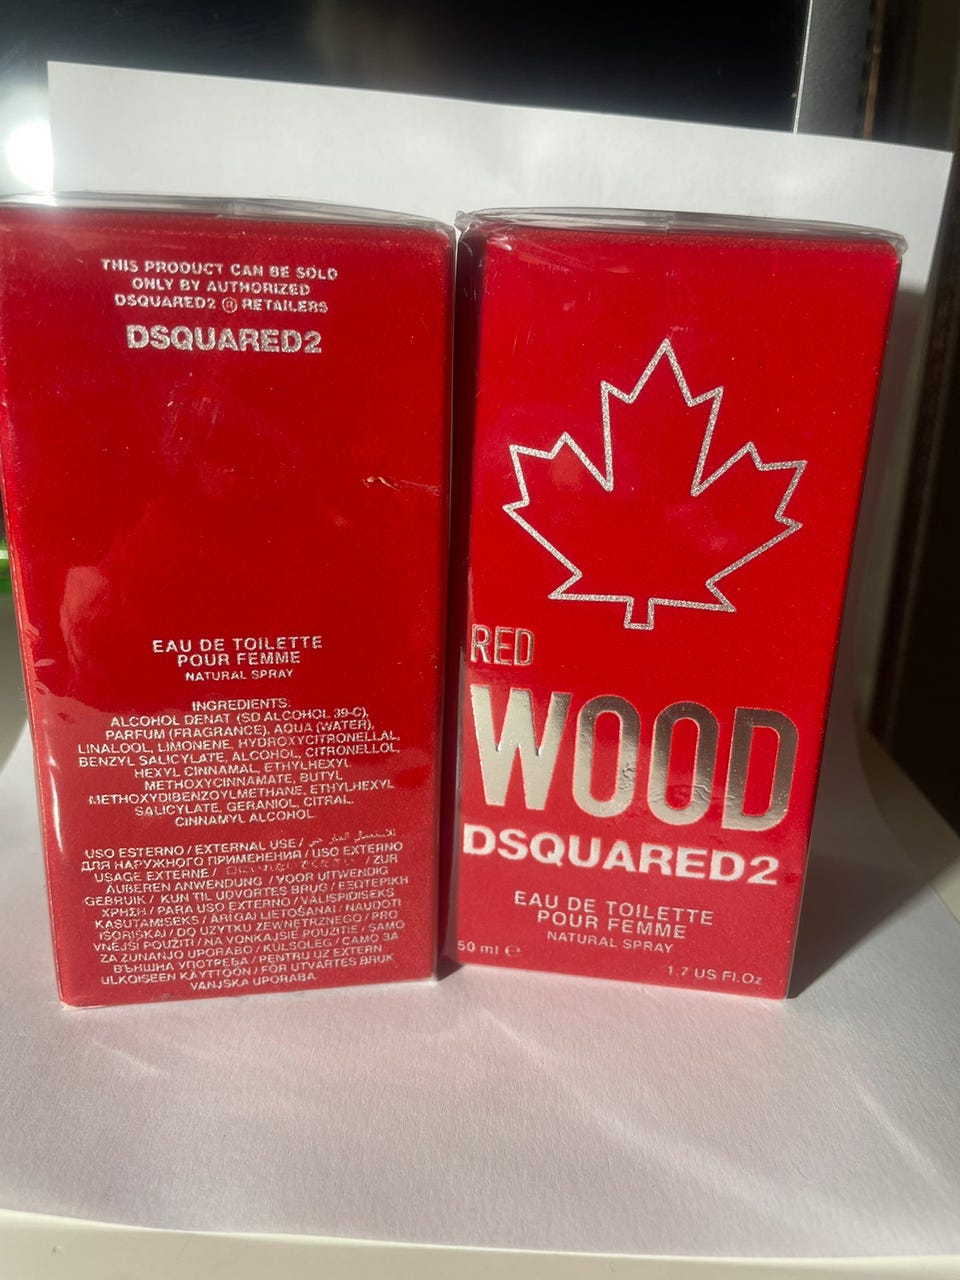 THIS PRODUCT CAN BE SOLD
ONLY BY AUTHORIZED
DSQUARED2 ® RETAILERS
DSQUARED2
EAU DE TOILETTE
POUR FEMME
NATURAL SPRAY
INGREDIENTS:
ALCOHOL DENAT (SD ALCOHOL 39-C),
PARFUM (FRAGRANCE), AQUA (WATER),
LINALOOL, LIMONENE, HYDROXYCITRONELLAL,
BENZYL SALICYLATE, ALCOHOL, CITRONELLOL,
HEXYL CINNAMAL, ETHYLHEXYL
METHOXYCINNAMATE, BUTYL
METHOXYDIBENZOYLMETHANE, ETHYLHEXYL
SALICYLATE, GERANIOL, CITRAL,
CINNAMYL ALCOHOL
USO ESTERNO / EXTERNAL USE /
ДЛЯ НАРУЖНОГО ПРИМЕНЕНИЯ / USO EXTERNO
USAGE EXTERNE / / ZUR
ÄUßEREN ANWENDUNG / VOOR UITWENDIG
GEBRUIK / KUN TIL UDVORTES BRUG / ΕΞΩΤΕΡΙΚΗ
ΧΡΗΣΗ / PARA USO EXTERNO / VÄLISPIDISEKS
KASUTAMISEKS / ĀRĪGAI LIETOŠANAI / NAUDOTI
IŠORIŠKAI / DO UŻYTKU ZEWNĘTRZNEGO / PRO
VNĚJŠÍ POUŽITÍ / NA VONKAJŠIE POUŽITIE / SAMO
ZA ZUNANJO UPORABO / KÜLSŐLEG / САМО ЗА
ВЪНШНА УПОТРЕБА / PENTRU UZ EXTERN
ULKOISEEN KÄYTTÖÖN / FÖR UTVÄRTES BRUK
VANJSKA UPORABA
RED
WOOD
DSQUARED2
EAU DE TOILETTE
POUR FEMME
NATURAL SPRAY
50 ml ℮
1.7 US Fl.Oz